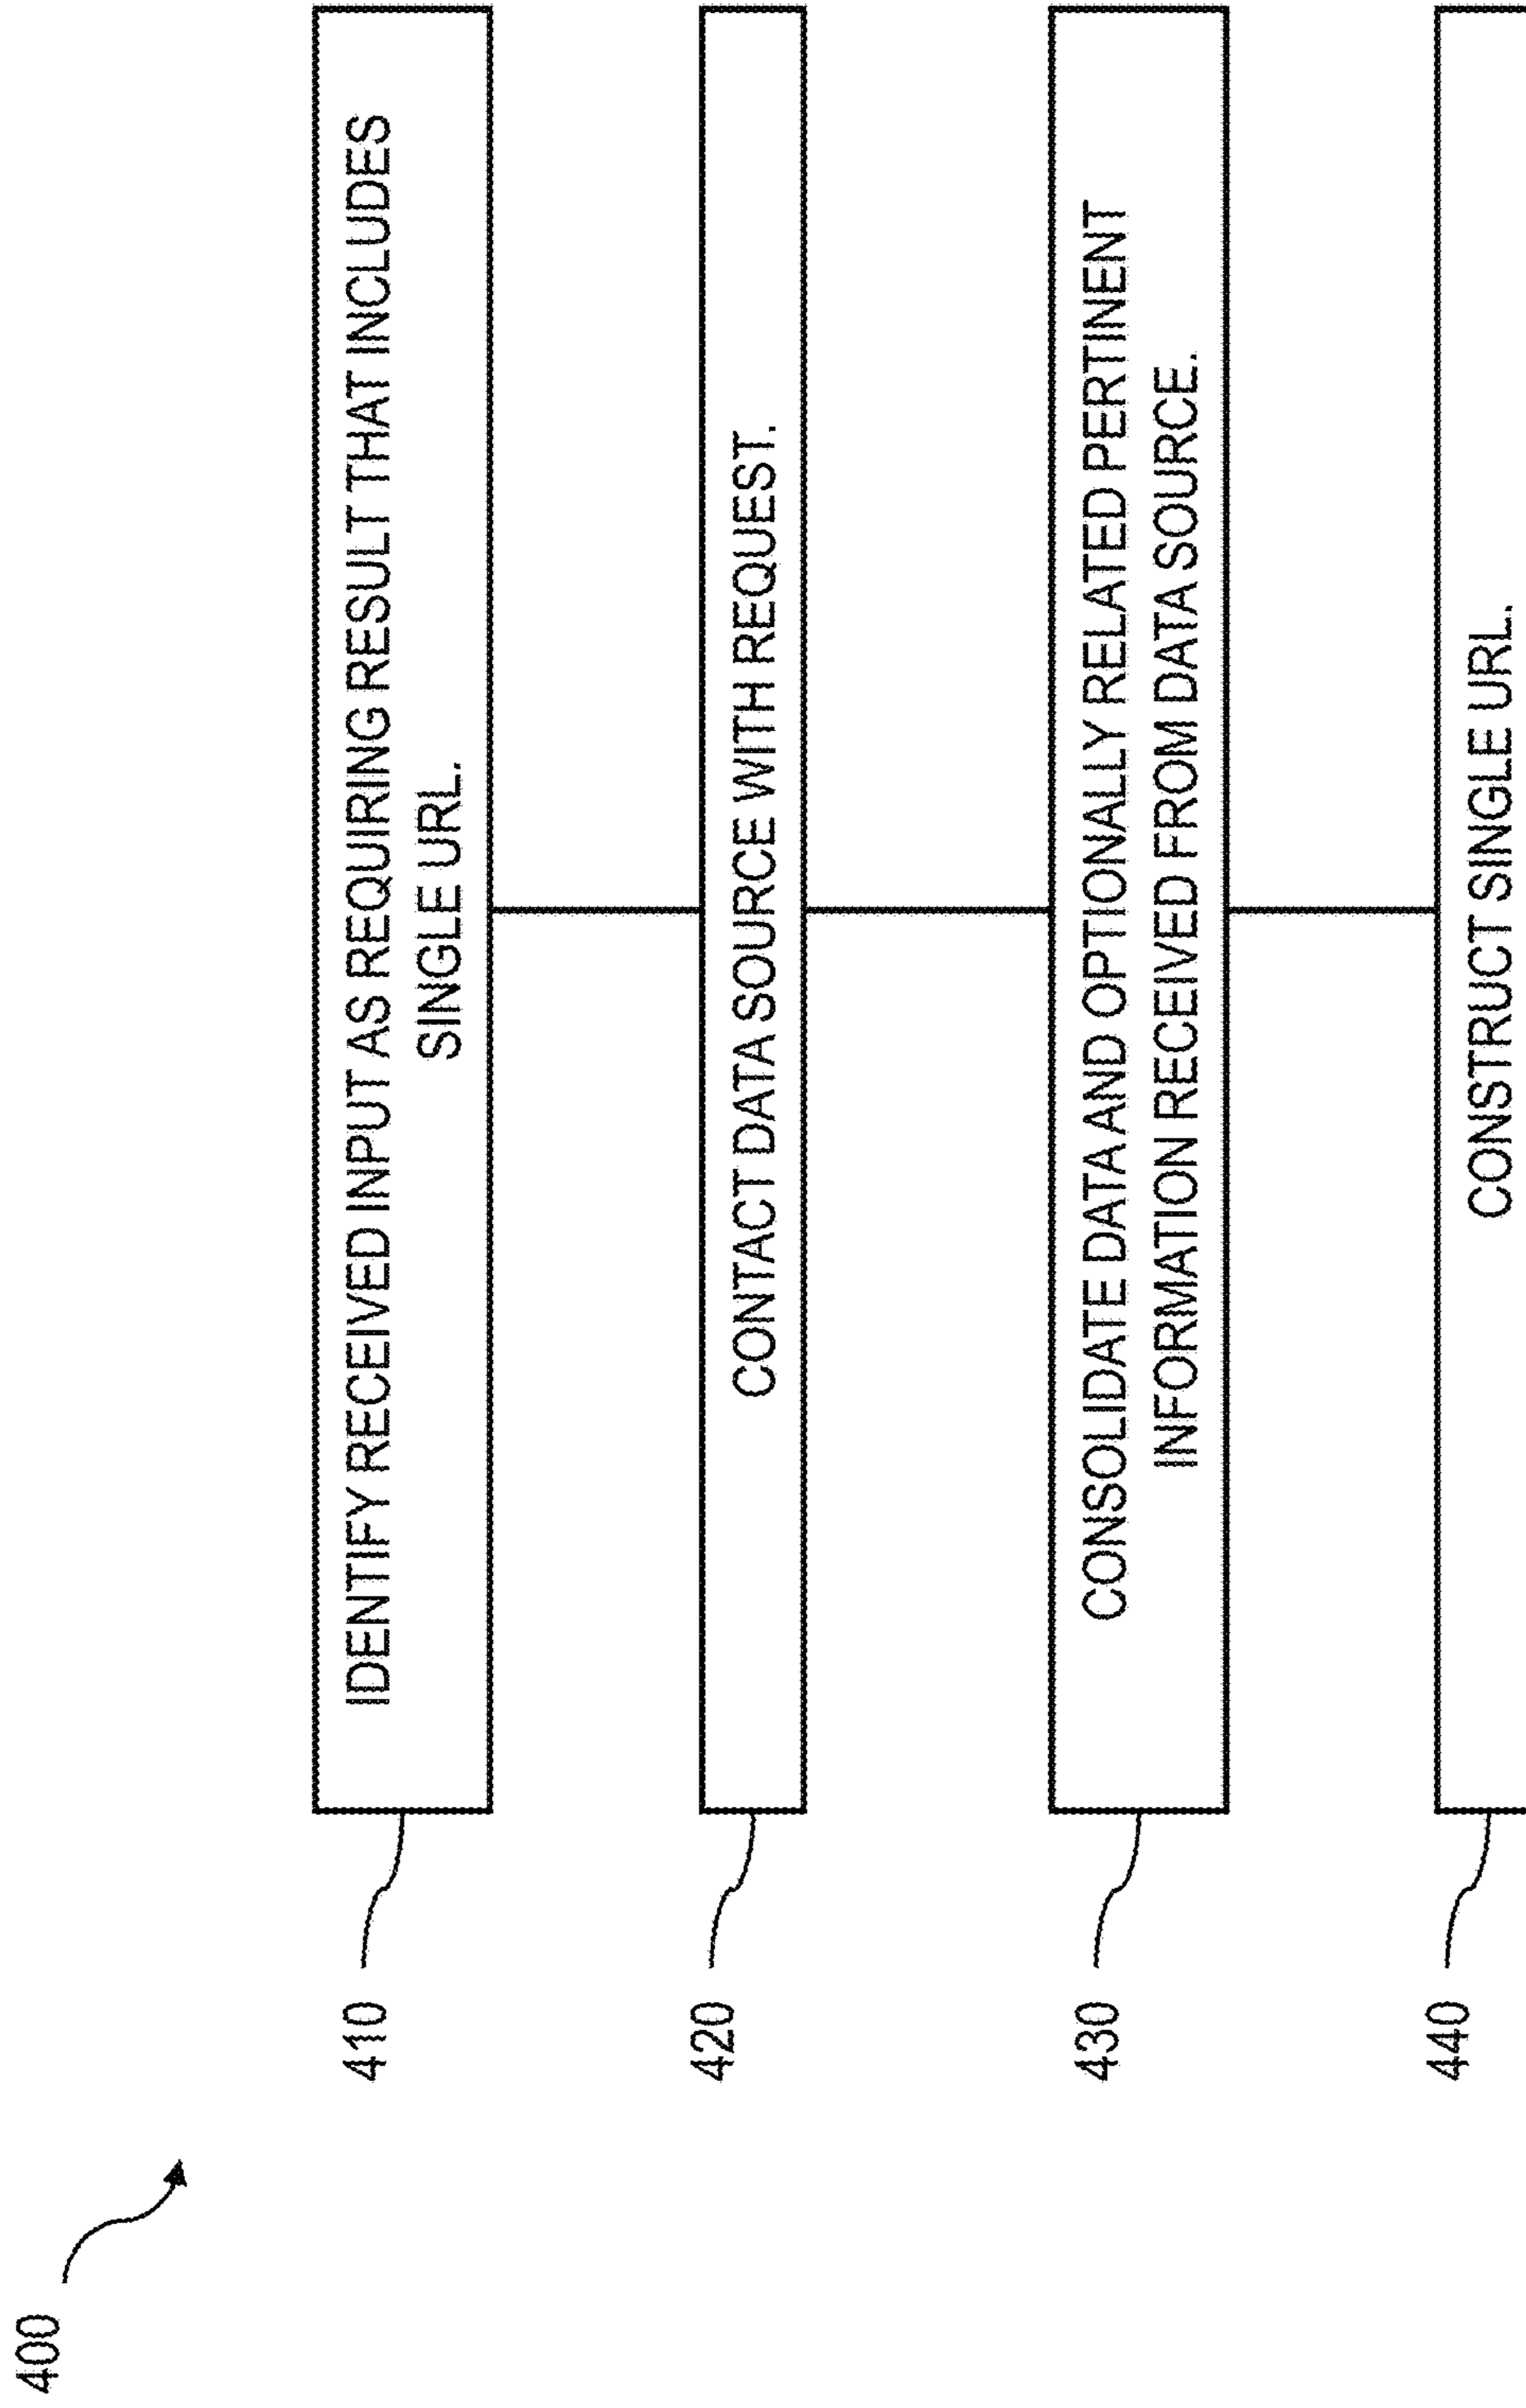 400
410
IDENTIFY RECEIVED INPUT AS REQUIRING RESULT THAT INCLUDES
SINGLE URL.
420
CONTACT DATA SOURCE WITH REQUEST.
430
CONSOLIDATE DATA AND OPTIONALLY RELATED PERTINENT
INFORMATION RECEIVED FROM DATA SOURCE.
440
CONSTRUCT SINGLE URL.